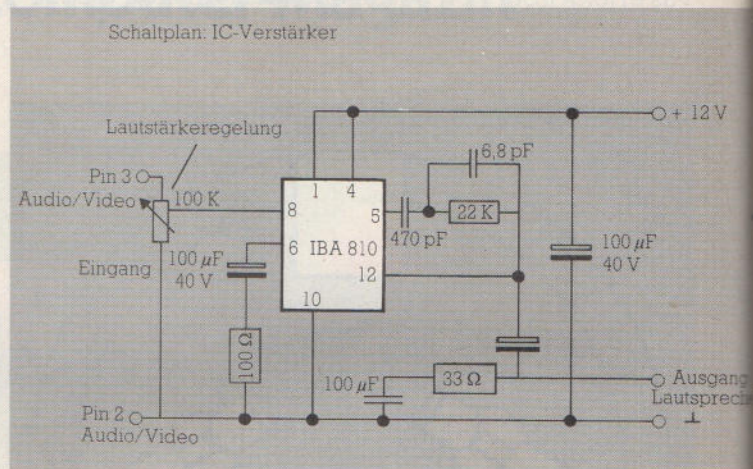 Schaltplan: IC-Verstärker
Lautstärkeregelung
+ 12 V
Pin 3
Audio/Video
100 K
Eingang
1
4
8
5
6
IBA 810
12
10
6,8 pF
22 K
470 pF
100 µF
40 V
100 µF
40 V
100 Ω
100 µF
33 Ω
Ausgang
Pin 2
Audio/Video